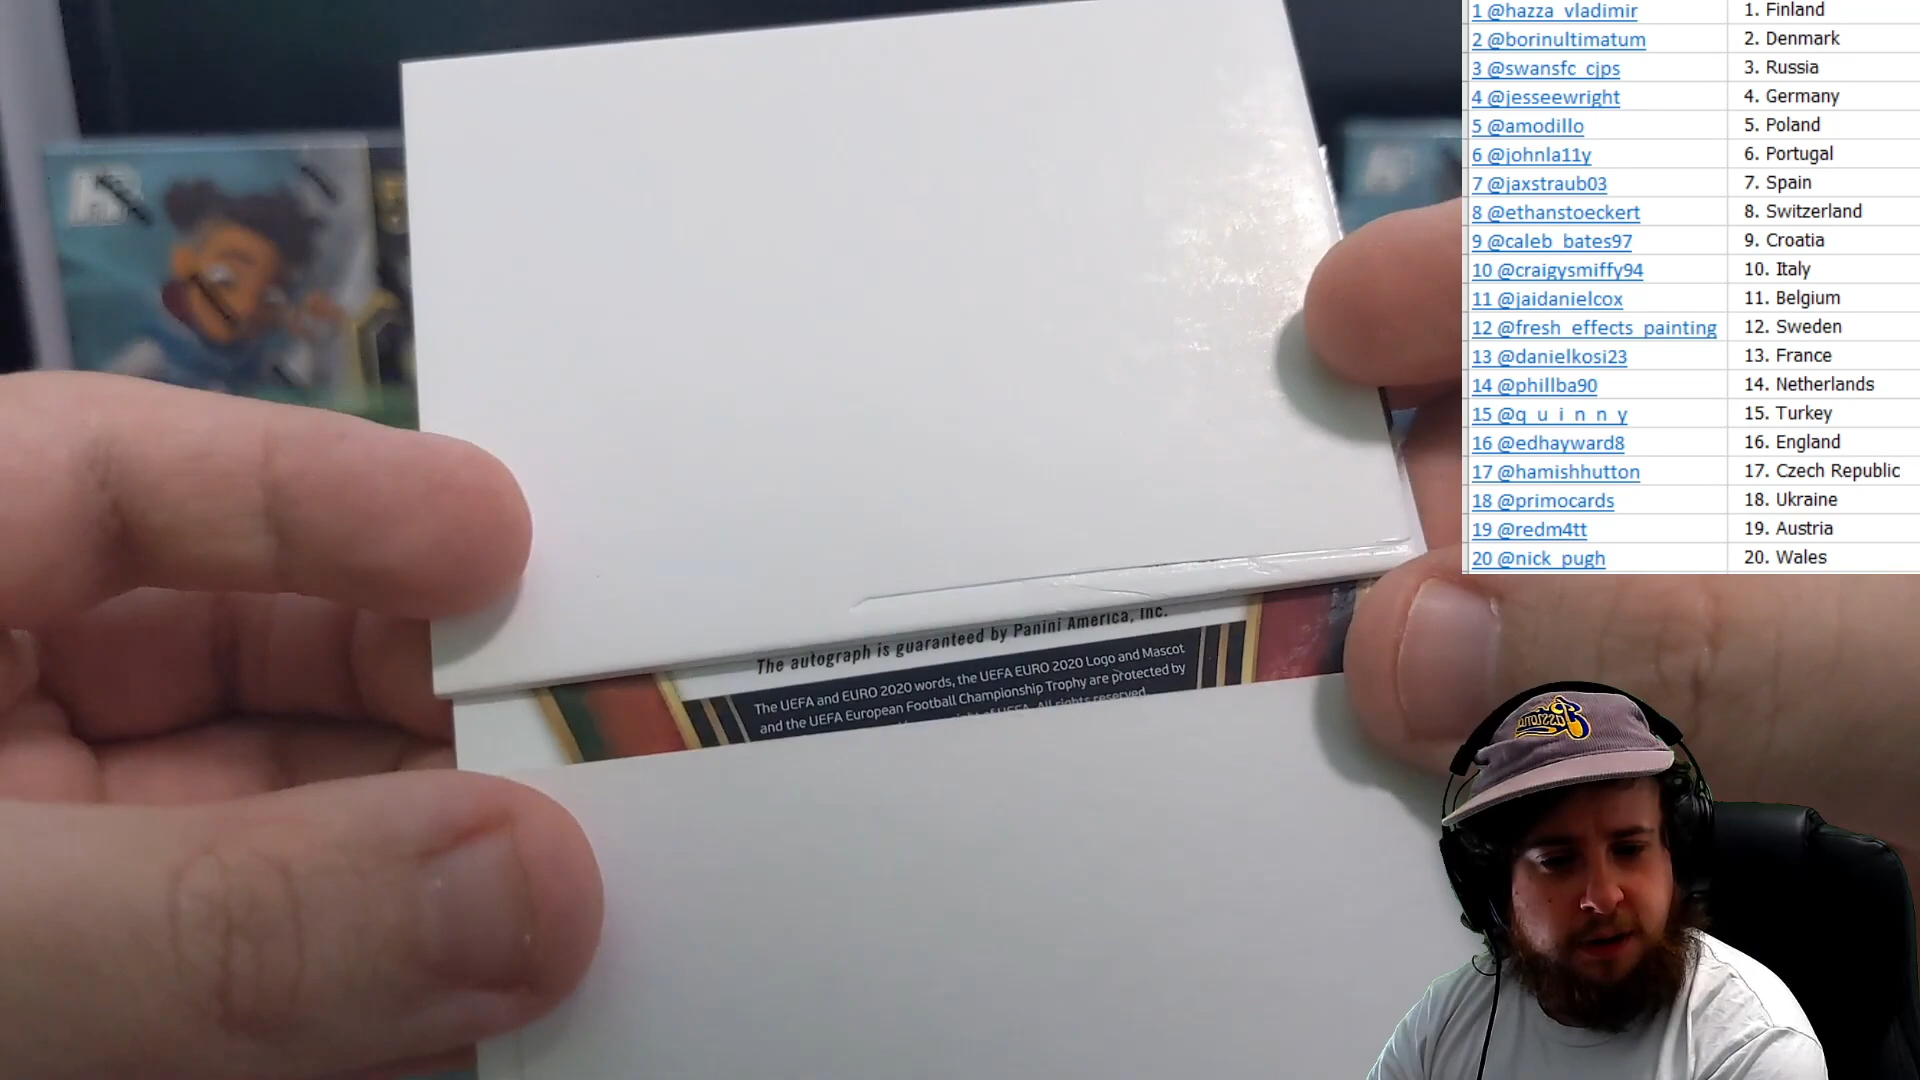 1 @hazza_vladimir 1. Finland
2 @borinultimatum 2. Denmark
3 @swansfc_cjps 3. Russia
4 @jesseewright 4. Germany
5 @amodillo 5. Poland
6 @johnla11y 6. Portugal
7 @jaxstraub03 7. Spain
8 @ethanstoeckert 8. Switzerland
9 @caleb_bates97 9. Croatia
10 @craigysmiffy94 10. Italy
11 @jaidanielcox 11. Belgium
12 @fresh_effects_painting 12. Sweden
13 @danielkosi23 13. France
14 @phillba90 14. Netherlands
15 @q_u_i_n_n_y 15. Turkey
16 @edhayward8 16. England
17 @hamishhutton 17. Czech Republic
18 @primocards 18. Ukraine
19 @redm4tt 19. Austria
20 @nick_pugh 20. Wales
The autograph is guaranteed by Panini America, Inc.
The UEFA and EURO 2020 words, the UEFA EURO 2020 Logo and Mascot
and the UEFA European Football Championship Trophy are protected by
of UEFA. All rights reserved.